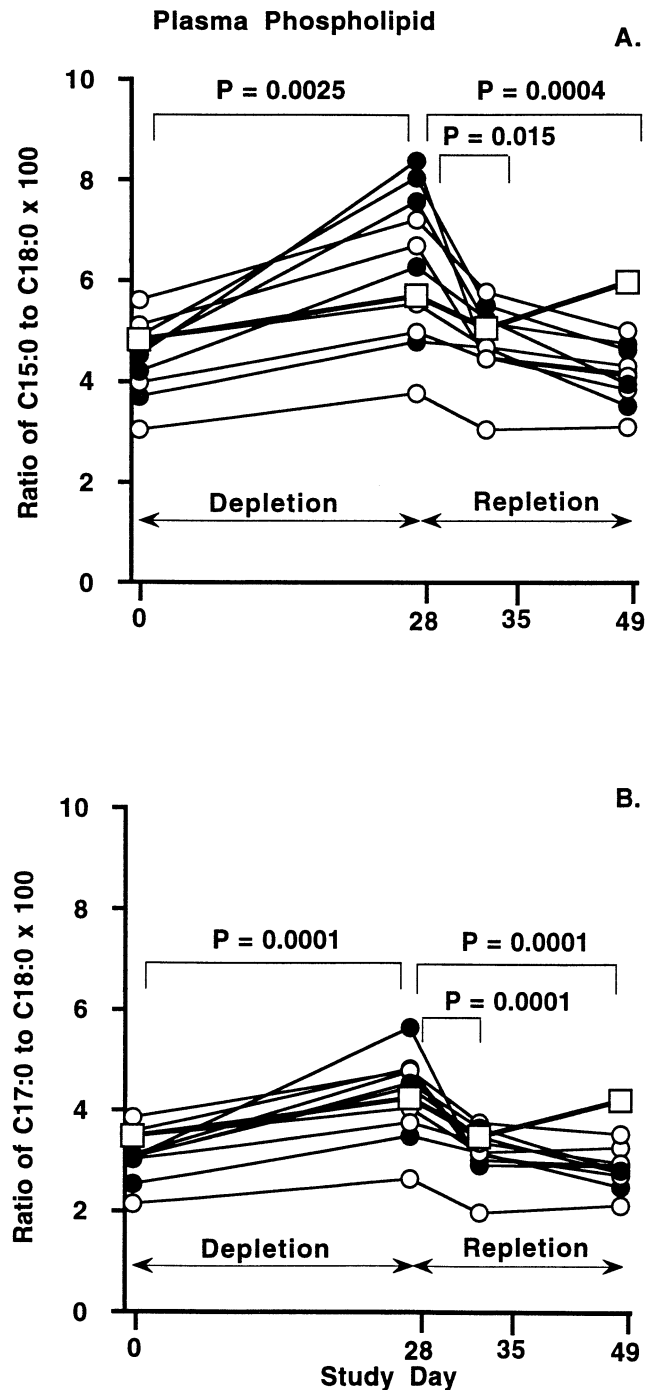 Plasma Phospholipid
A.
10
P = 0.0025
P = 0.0004
P = 0.015
8
6
4
2
0
Ratio of C15:0 to C18:0 x 100
Depletion
Repletion
0
28
35
49
B.
10
8
P = 0.0001
P = 0.0001
P = 0.0001
6
4
2
0
Ratio of C17:0 to C18:0 x 100
Depletion
Repletion
0
28
35
49
Study Day